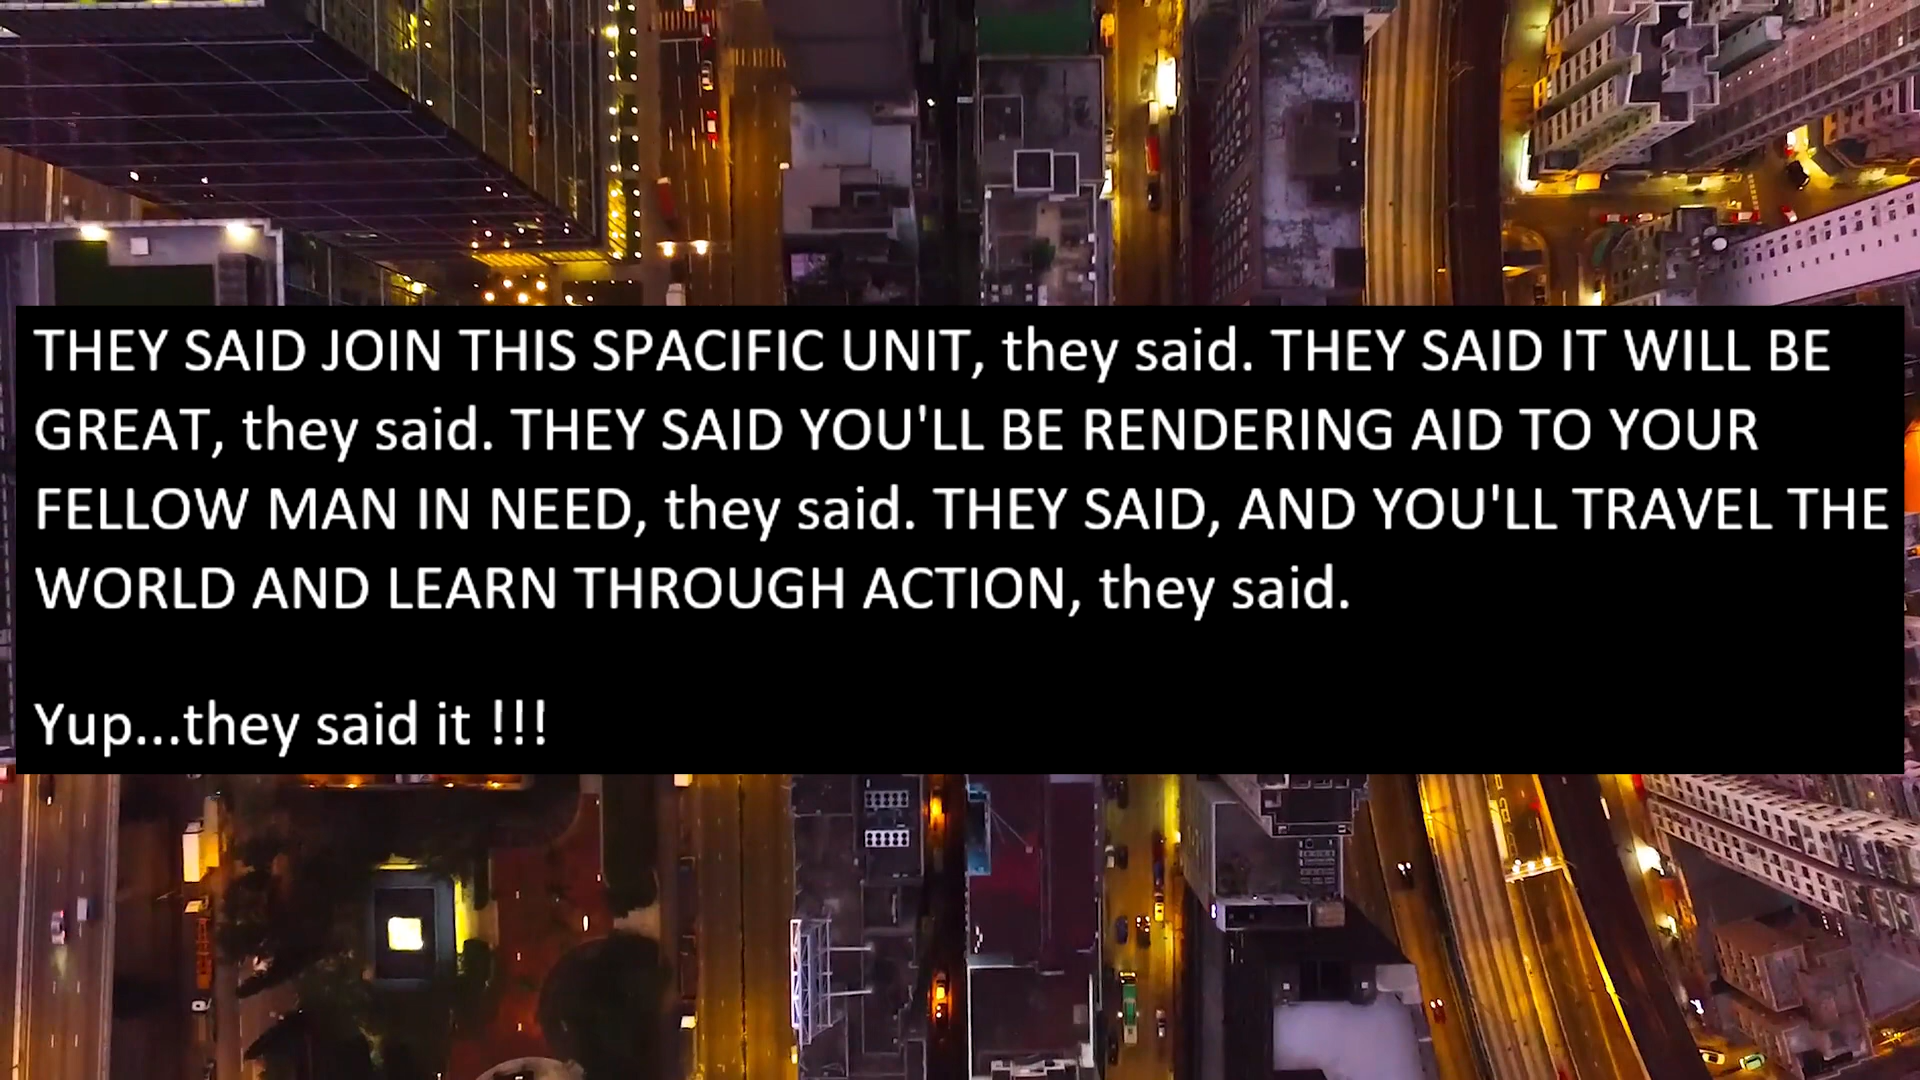 THEY SAID JOIN THIS SPACIFIC UNIT, they said. THEY SAID IT WILL BE
GREAT, they said. THEY SAID YOU'LL BE RENDERING AID TO YOUR
FELLOW MAN IN NEED, they said. THEY SAID, AND YOU'LL TRAVEL THE
WORLD AND LEARN THROUGH ACTION, they said.
Yup...they said it !!!